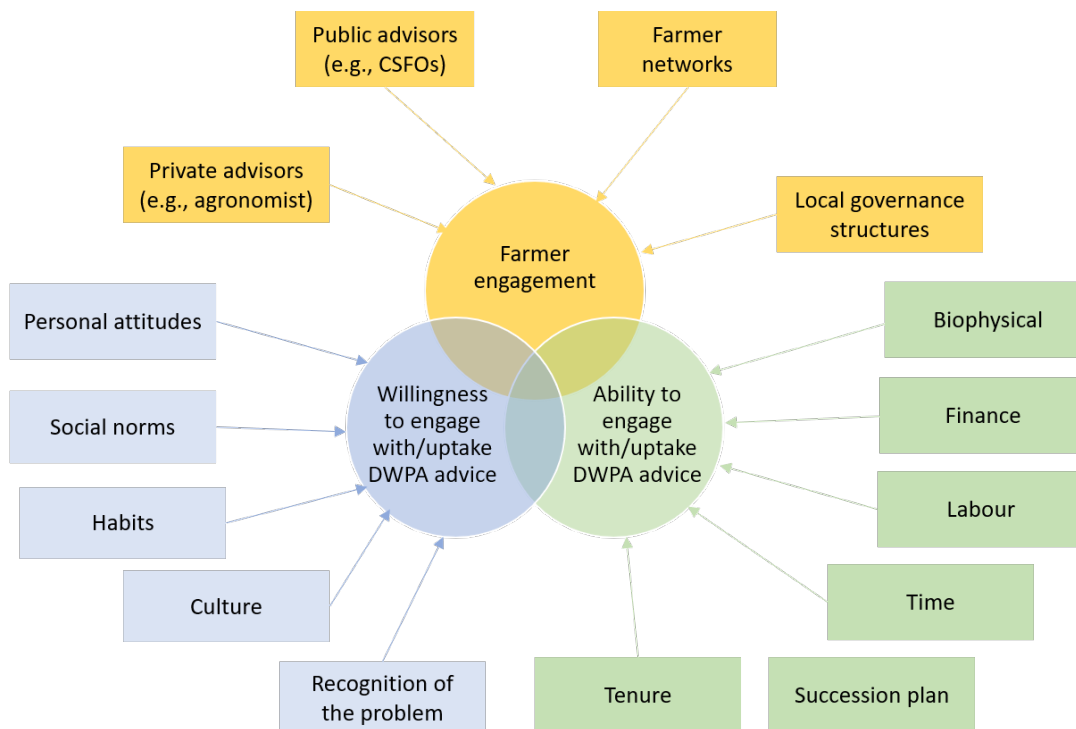 Public advisors
(e.g., CSFOs)
Farmer
networks
Private advisors
(e.g., agronomist)
Local governance
structures
Farmer
engagement
Personal attitudes
Biophysical
Willingness
to engage
with/uptake
DWPA advice
Ability to
engage
with/uptake
DWPA advice
Social norms
Finance
Habits
Labour
Culture
Time
Recognition of
the problem
Tenure
Succession plan